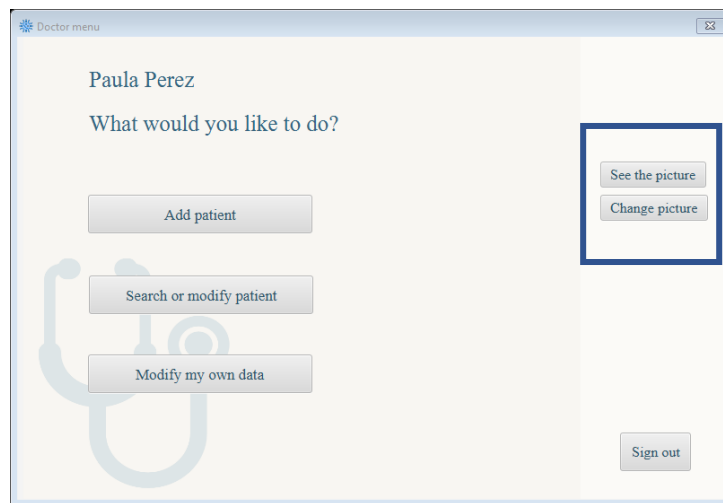 Doctor menu
Paula Perez
What would you like to do?
See the picture
Change picture
Add patient
Search or modify patient
Modify my own data
Sign out